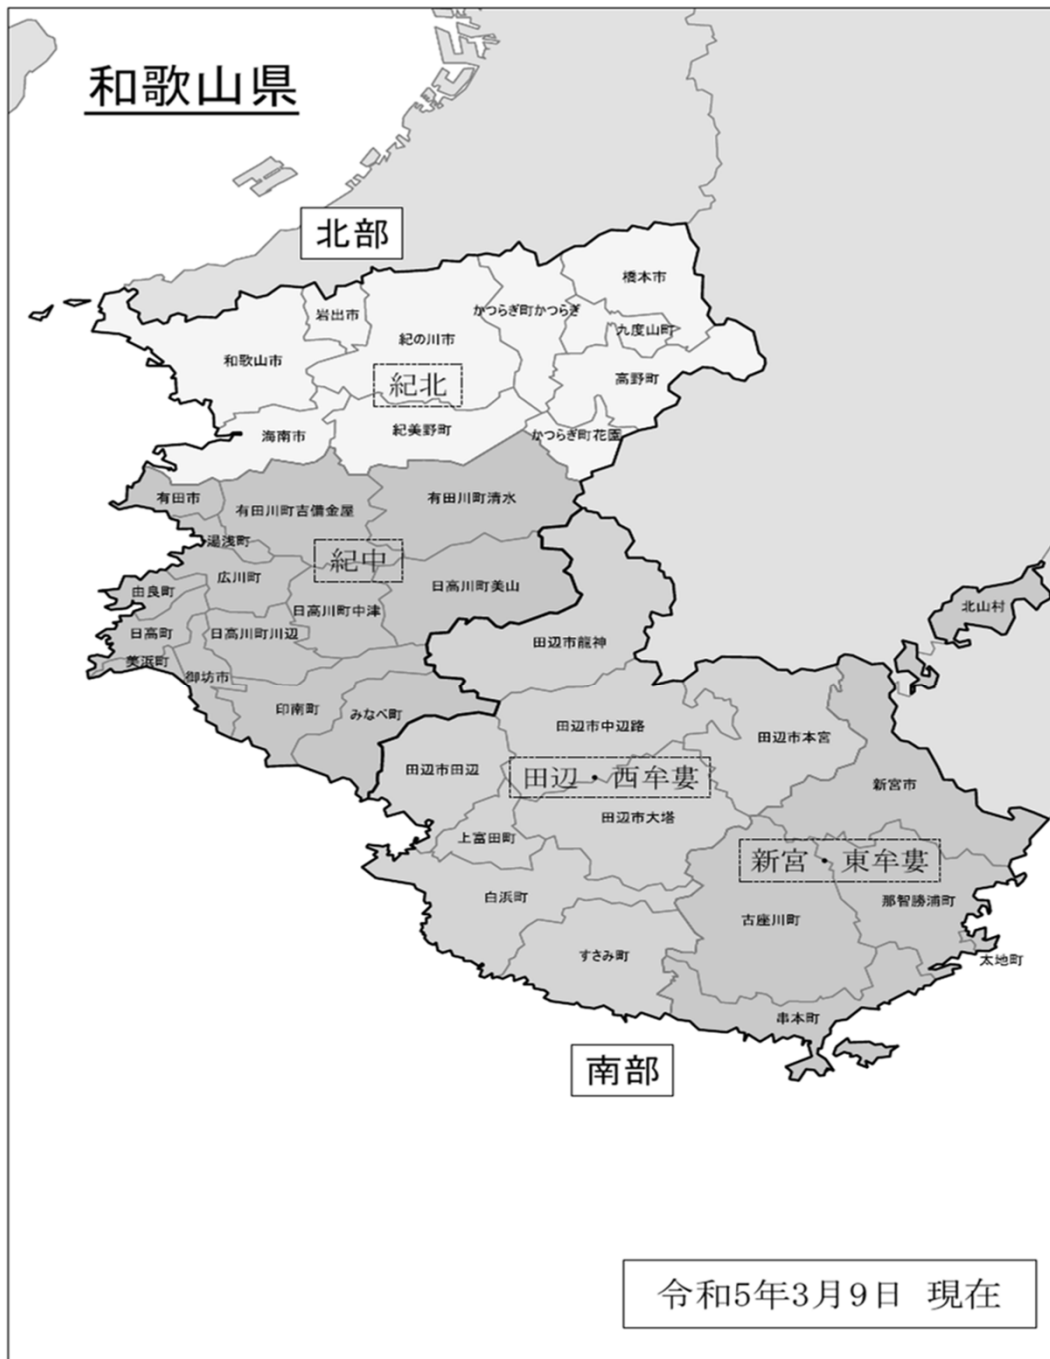 和歌山県
北部
橋本市
かつらぎ町かつらぎ
岩出市
九度山町
紀の川市
和歌山市
高野町
紀北
紀美野町
海南市
かつらぎ町花園
有田市
有田川町清水
有田川町吉備金屋
湯浅町
紀中
広川町
由良町
日高川町美山
北山村
日高川町中津
日高町
日高川町川辺
田辺市龍神
美浜町
御坊市
印南町
みなべ町
田辺市中辺路
田辺市本宮
田辺市田辺
田辺・西牟婁
新宮市
田辺市大塔
上富田町
新宮・東牟婁
白浜町
那智勝浦町
古座川町
すさみ町
太地町
串本町
南部
令和5年3月9日 現在